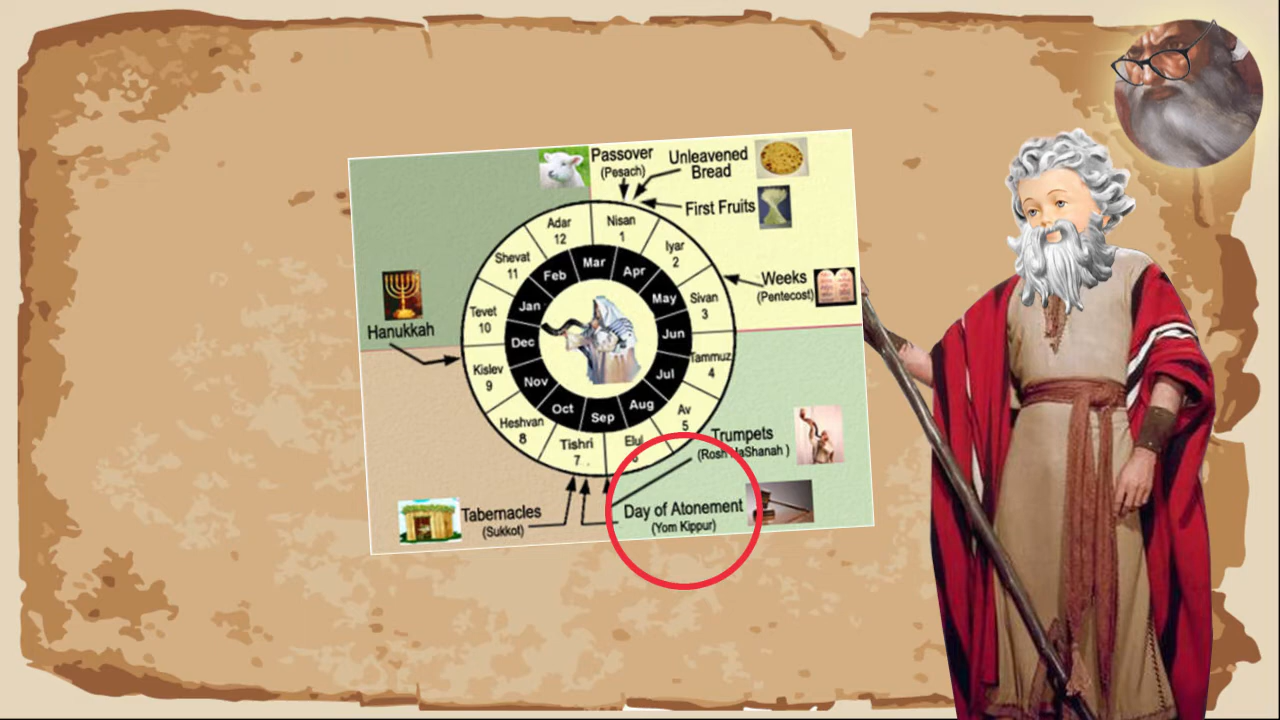 Passover
(Pesach)
Unleavened
Bread
First Fruits
Adar
12
Nisan
1
Iyar
2
Shevat
11
Feb
Mar
Apr
Weeks
(Pentecost)
Jan
May
Sivan
3
Tevet
10
Hanukkah
Dec
Jun
Tammuz
4
Kislev
9
Nov
Jul
Oct
Sep
Aug
Av
5
Heshvan
8
Tishri
7
Elul
Trumpets
(Rosh HaShanah )
Tabernacles
(Sukkot)
Day of Atonement
(Yom Kippur)